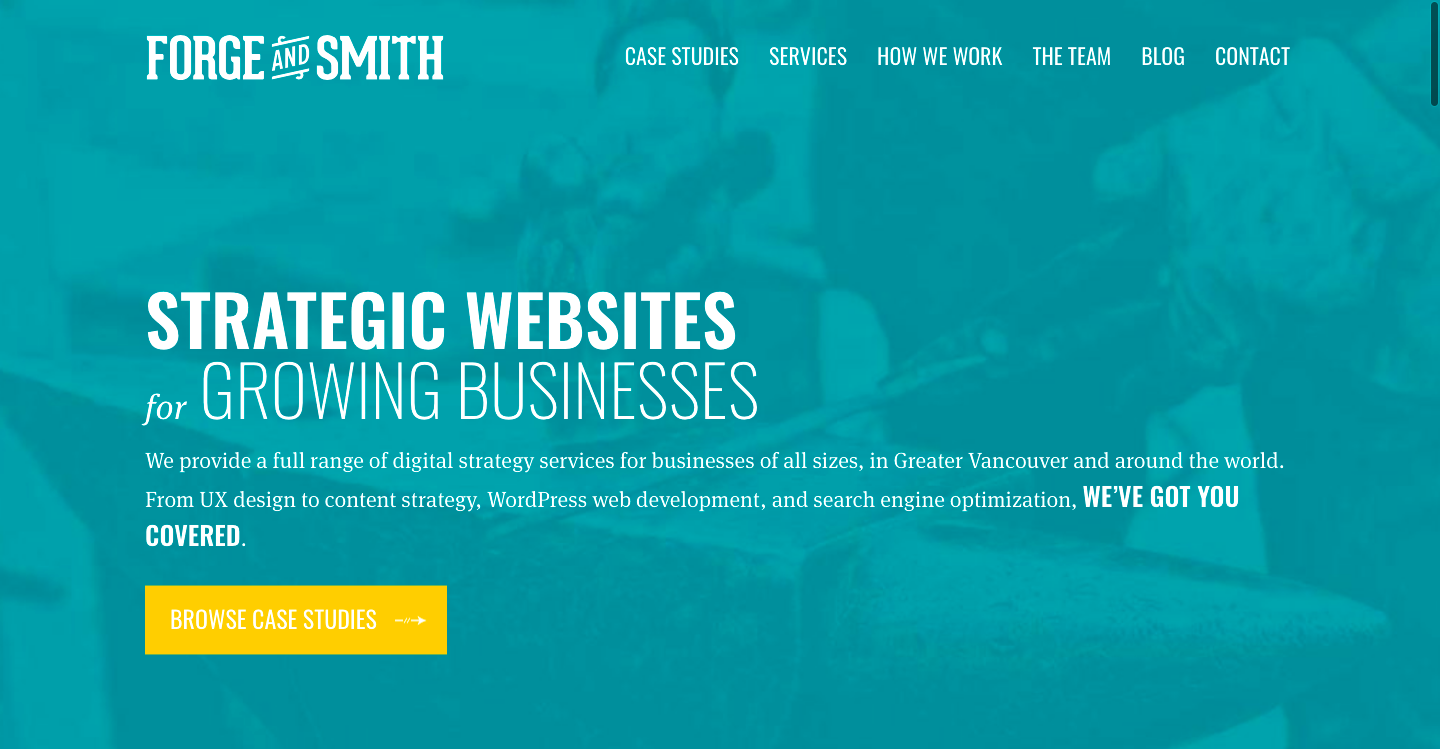 FORGE AND SMITH
CASE STUDIES SERVICES HOW WE WORK THE TEAM BLOG CONTACT
STRATEGIC WEBSITES
for GROWING BUSINESSES
We provide a full range of digital strategy services for businesses of all sizes, in Greater Vancouver and around the world.
From UX design to content strategy, WordPress web development, and search engine optimization, WE’VE GOT YOU
COVERED.
BROWSE CASE STUDIES